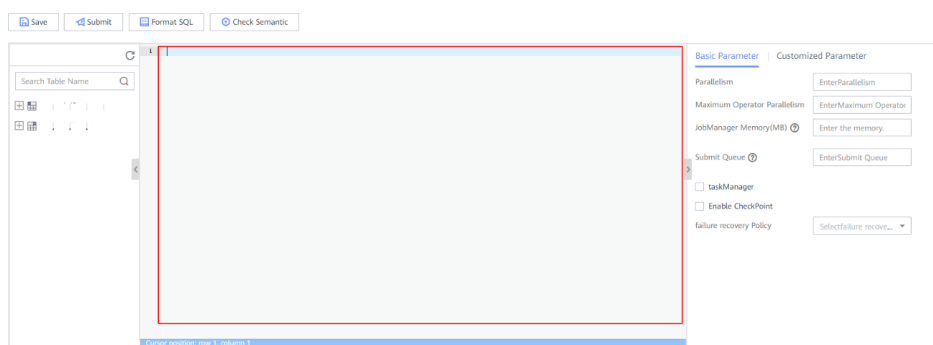 Save Submit Format SQL Check Semantic
Search Table Name
1
Basic Parameter Customized Parameter
Parallelism EnterParallelism
Maximum Operator Parallelism EnterMaximum Operator
JobManager Memory(MB) ? Enter the memory.
Submit Queue ? EnterSubmit Queue
taskManager
Enable CheckPoint
failure recovery Policy Selectfailure recove...
Cursor position: row 1, column 1